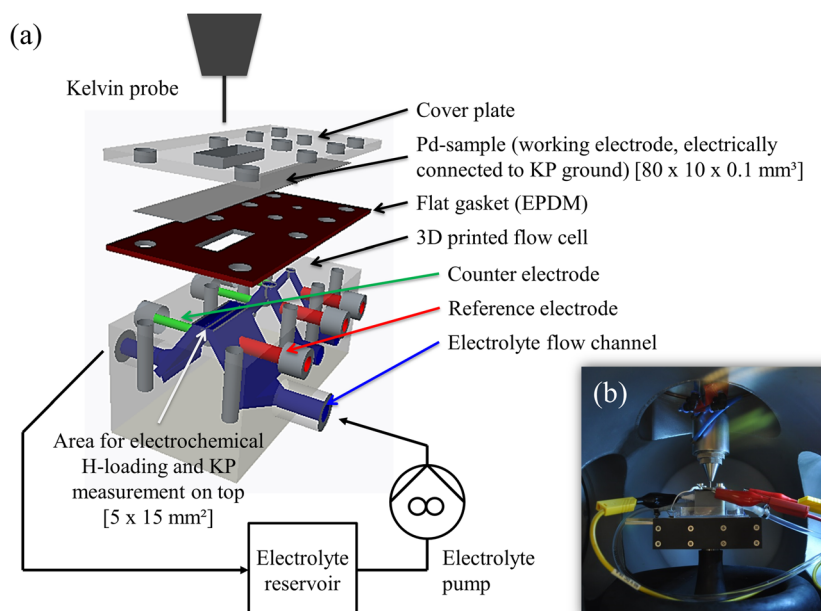 (a)
Kelvin probe
Cover plate
Pd-sample (working electrode, electrically
connected to KP ground) [80 x 10 x 0.1 mm³]
Flat gasket (EPDM)
3D printed flow cell
Counter electrode
Reference electrode
Electrolyte flow channel
Area for electrochemical
H-loading and KP
measurement on top
[5 x 15 mm²]
Electrolyte
reservoir
Electrolyte
pump
(b)